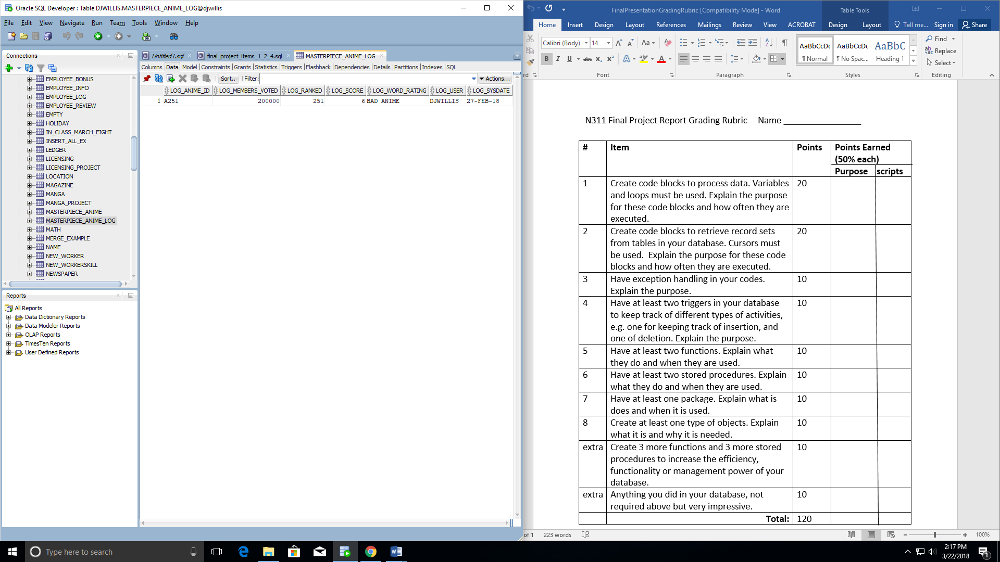 Oracle SQL Developer : Table DJWILLIS.MASTERPIECE_ANIME_LOG@djwillis
File Edit View Navigate Run Team Tools Window Help
Connections
EMPLOYEE_BONUS
EMPLOYEE_INFO
EMPLOYEE_LOG
EMPLOYEE_REVIEW
EMPTY
HOLIDAY
IN_CLASS_MARCH_EIGHT
INSERT_ALL_EX
LEDGER
LICENSING
LICENSING_PROJECT
LOCATION
MAGAZINE
MANGA
MANGA_PROJECT
MASTERPIECE_ANIME
MASTERPIECE_ANIME_LOG
MATH
MERGE_EXAMPLE
NAME
NEW_WORKER
NEW_WORKERSKILL
NEWSPAPER
Reports
All Reports
Data Dictionary Reports
Data Modeler Reports
OLAP Reports
TimesTen Reports
User Defined Reports
Untitled1.sql final_project_items_1_2_4.sql MASTERPIECE_ANIME_LOG
Columns Data Model Constraints Grants Statistics Triggers Flashback Dependencies Details Partitions Indexes SQL
Sort.. Filter: Actions...
LOG_ANIME_ID LOG_MEMBERS_VOTED LOG_RANKED LOG_SCORE LOG_WORD_RATING LOG_USER LOG_SYSDATE
1 A251 200000 251 6 BAD ANIME DJWILLIS 27-FEB-18
FinalPresentationGradingRubric [Compatibility Mode] - Word
Table Tools
Home Insert Design Layout References Mailings Review View ACROBAT Design Layout Tell me... Sign in Share
Calibri (Body) 14 Aa
B I U abc x₂ x² A A
AaBbCcDc AaBbCcDc AaBbC
¶ Normal ¶ No Spac... Heading 1
Find
Replace
Select
Font Paragraph Styles Editing
N311 Final Project Report Grading Rubric Name _________________
# Item Points Points Earned
(50% each)
Purpose scripts
1 Create code blocks to process data. Variables 20
and loops must be used. Explain the purpose
for these code blocks and how often they are
executed.
2 Create code blocks to retrieve record sets 20
from tables in your database. Cursors must
be used. Explain the purpose for these code
blocks and how often they are executed.
3 Have exception handling in your codes. 10
Explain the purpose.
4 Have at least two triggers in your database 10
to keep track of different types of activities,
e.g. one for keeping track of insertion, and
one of deletion. Explain the purpose.
5 Have at least two functions. Explain what 10
they do and when they are used.
6 Have at least two stored procedures. Explain 10
what they do and when they are used.
7 Have at least one package. Explain what is 10
does and when it is used.
8 Create at least one type of objects. Explain 10
what it is and why it is needed.
extra Create 3 more functions and 3 more stored 10
procedures to increase the efficiency,
functionality or management power of your
database.
extra Anything you did in your database, not 10
required above but very impressive.
Total: 120
of 1 223 words 100%
Type here to search
2:17 PM
3/22/2018
1